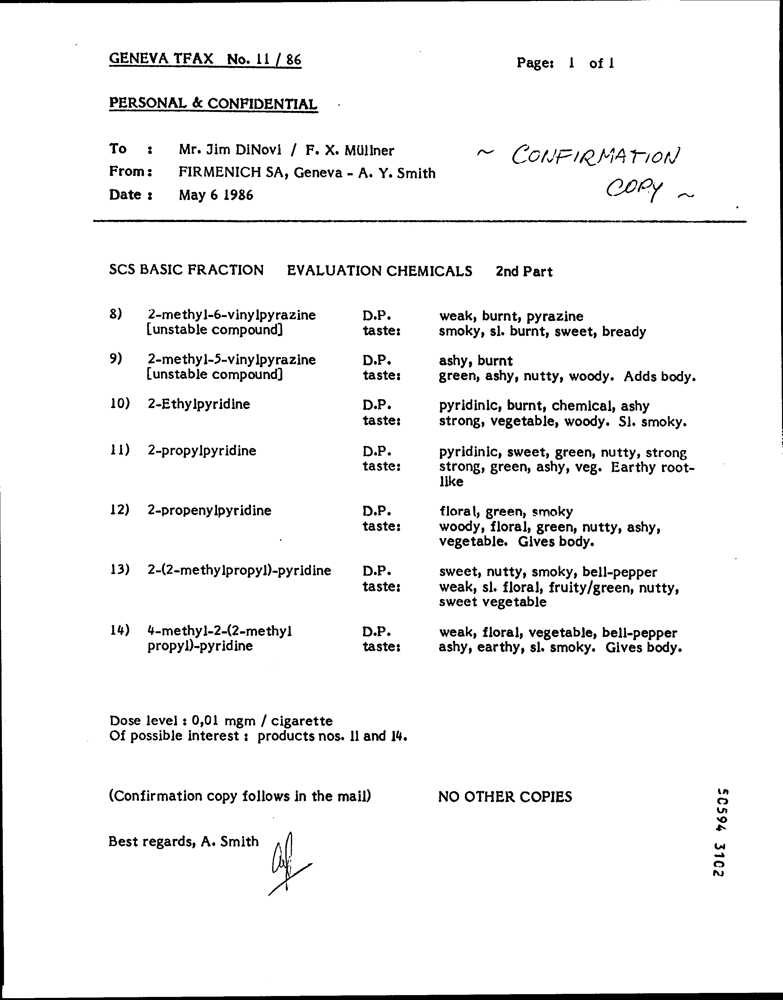 GENEVA TFAX No. 11 / 86
Page: 1 of 1
PERSONAL & CONFIDENTIAL
To : Mr. Jim DiNovi / F. X. Müllner
From: FIRMENICH SA, Geneva - A. Y. Smith
Date : May 6 1986
~ CONFIRMATION
COPY ~
SCS BASIC FRACTION EVALUATION CHEMICALS 2nd Part
8) 2-methyl-6-vinylpyrazine D.P. weak, burnt, pyrazine
[unstable compound] taste: smoky, sl. burnt, sweet, bready
9) 2-methyl-5-vinylpyrazine D.P. ashy, burnt
[unstable compound] taste: green, ashy, nutty, woody. Adds body.
10) 2-Ethylpyridine D.P. pyridinic, burnt, chemical, ashy
taste: strong, vegetable, woody. Sl. smoky.
11) 2-propylpyridine D.P. pyridinic, sweet, green, nutty, strong
taste: strong, green, ashy, veg. Earthy root-
like
12) 2-propenylpyridine D.P. floral, green, smoky
taste: woody, floral, green, nutty, ashy,
vegetable. Gives body.
13) 2-(2-methylpropyl)-pyridine D.P. sweet, nutty, smoky, bell-pepper
taste: weak, sl. floral, fruity/green, nutty,
sweet vegetable
14) 4-methyl-2-(2-methyl D.P. weak, floral, vegetable, bell-pepper
propyl)-pyridine taste: ashy, earthy, sl. smoky. Gives body.
Dose level : 0,01 mgm / cigarette
Of possible interest : products nos. 11 and 14.
(Confirmation copy follows in the mail) NO OTHER COPIES
Best regards, A. Smith
50594 3102